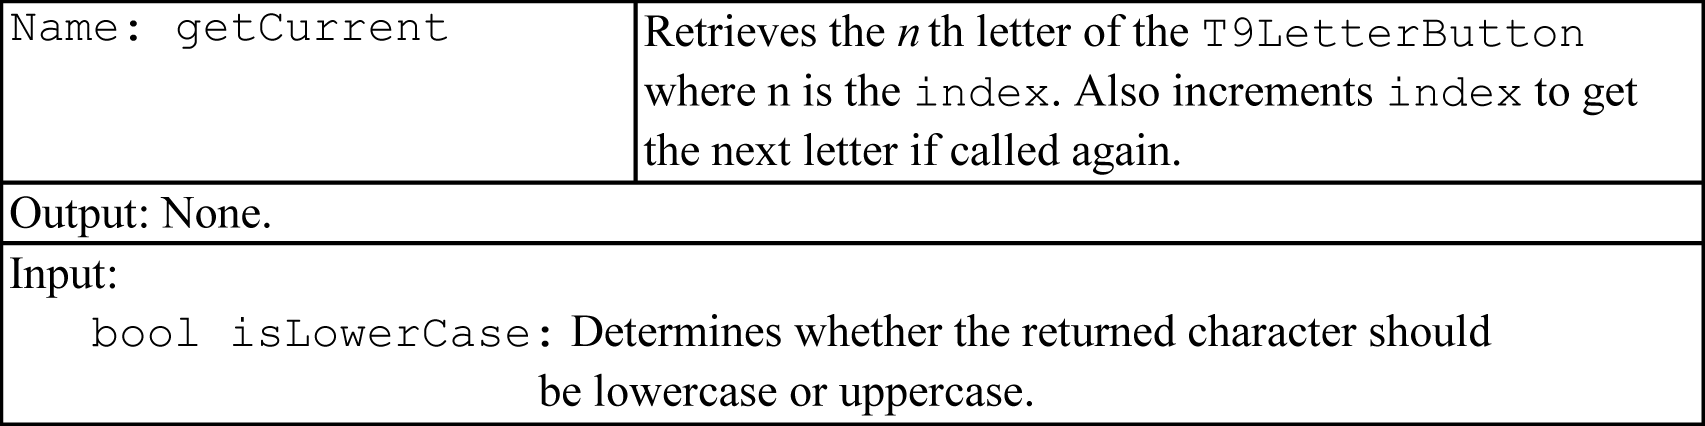 Name: getCurrent
Retrieves the nth letter of the T9LetterButton
where n is the index. Also increments index to get
the next letter if called again.
Output: None.
Input:
bool isLowerCase: Determines whether the returned character should
be lowercase or uppercase.